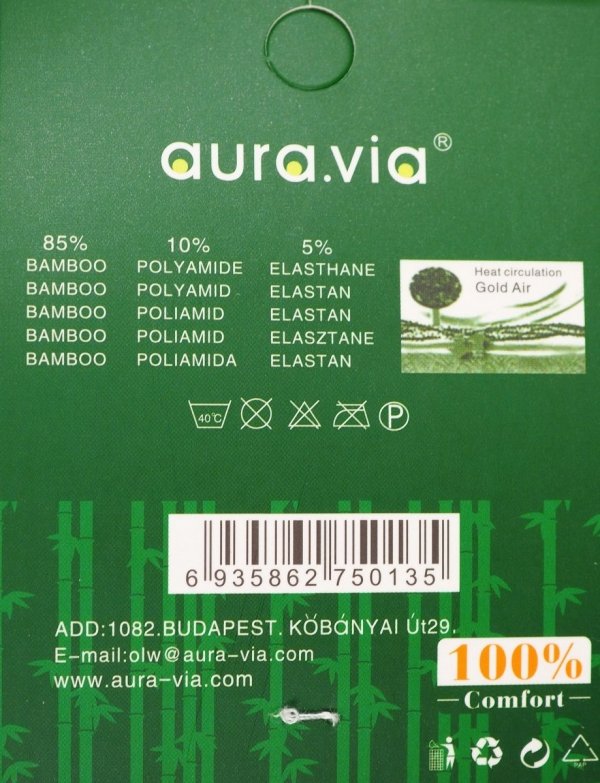 aura.via®
85% 10% 5%
BAMBOO POLYAMIDE ELASTHANE
BAMBOO POLYAMID ELASTAN
BAMBOO POLIAMID ELASTAN
BAMBOO POLIAMID ELASZTANE
BAMBOO POLIAMIDA ELASTAN
Heat circulation
Gold Air
40℃ P
6 935862 750135
ADD:1082.BUDAPEST. KŐBÁNYAI Út29.
E-mail:olw@aura-via.com
www.aura-via.com
100%
Comfort
PAP